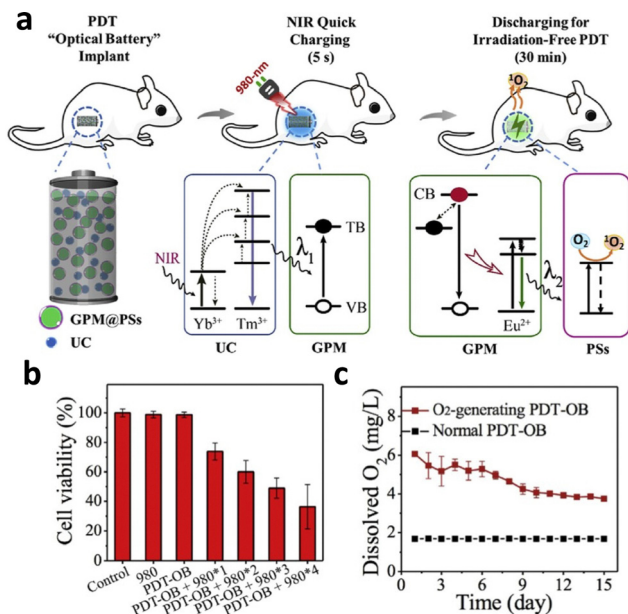 a
PDT
"Optical Battery"
Implant
NIR Quick
Charging
(5 s)
Discharging for
Irradiation-Free PDT
(30 min)
980-nm
¹O₂
GPM@PSs
UC
NIR
Yb³⁺
Tm³⁺
UC
λ₁
TB
VB
GPM
CB
Eu²⁺
GPM
λ₂
O₂
¹O₂
PSs
b
Cell viability (%)
120
100
80
60
40
20
0
Control
980
PDT-OB
PDT-OB + 980*1
PDT-OB + 980*2
PDT-OB + 980*3
PDT-OB + 980*4
c
Dissolved O₂ (mg/L)
8
6
4
2
0
O₂-generating PDT-OB
Normal PDT-OB
0
3
6
9
12
15
Time (day)